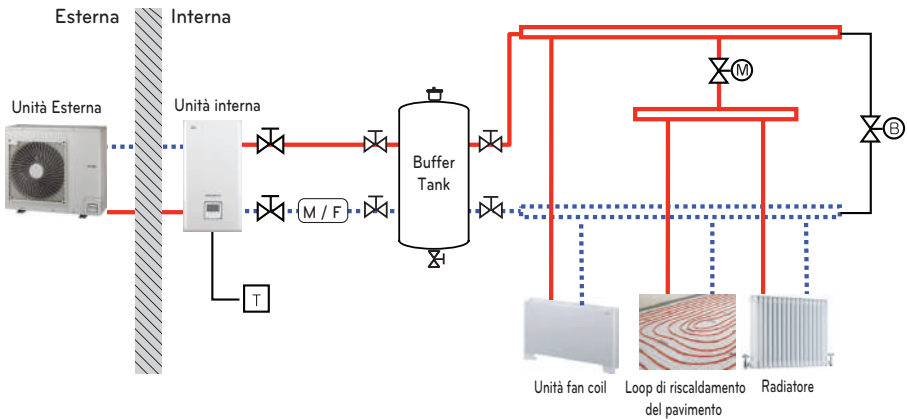 Esterna
Interna
Unità Esterna
Unità interna
M
B
Buffer
Tank
M / F
T
Unità fan coil
Loop di riscaldamento
del pavimento
Radiatore